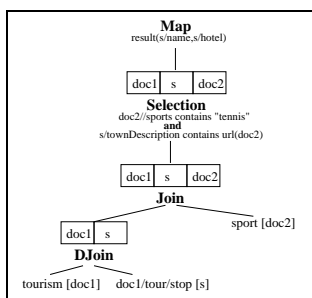 Map
result(s/name,s/hotel)
doc1 s doc2
Selection
doc2//sports contains "tennis"
and
s/townDescription contains url(doc2)
doc1 s doc2
Join
doc1 s
sport [doc2]
DJoin
tourism [doc1] doc1/tour/stop [s]